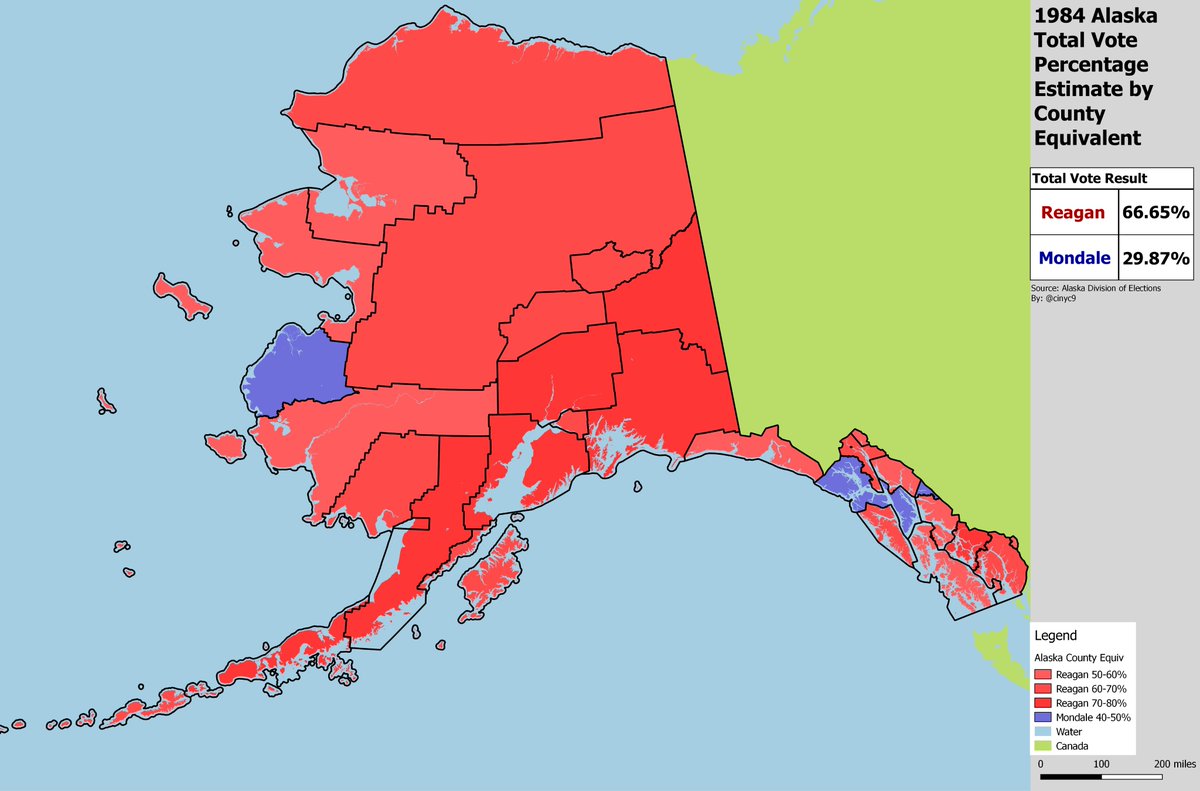 1984 Alaska
Total Vote
Percentage
Estimate by
County
Equivalent
Total Vote Result
Reagan 66.65%
Mondale 29.87%
Source: Alaska Division of Elections
By: @cinyc9
Legend
Alaska County Equiv
Reagan 50-60%
Reagan 60-70%
Reagan 70-80%
Mondale 40-50%
Water
Canada
0 100 200 miles